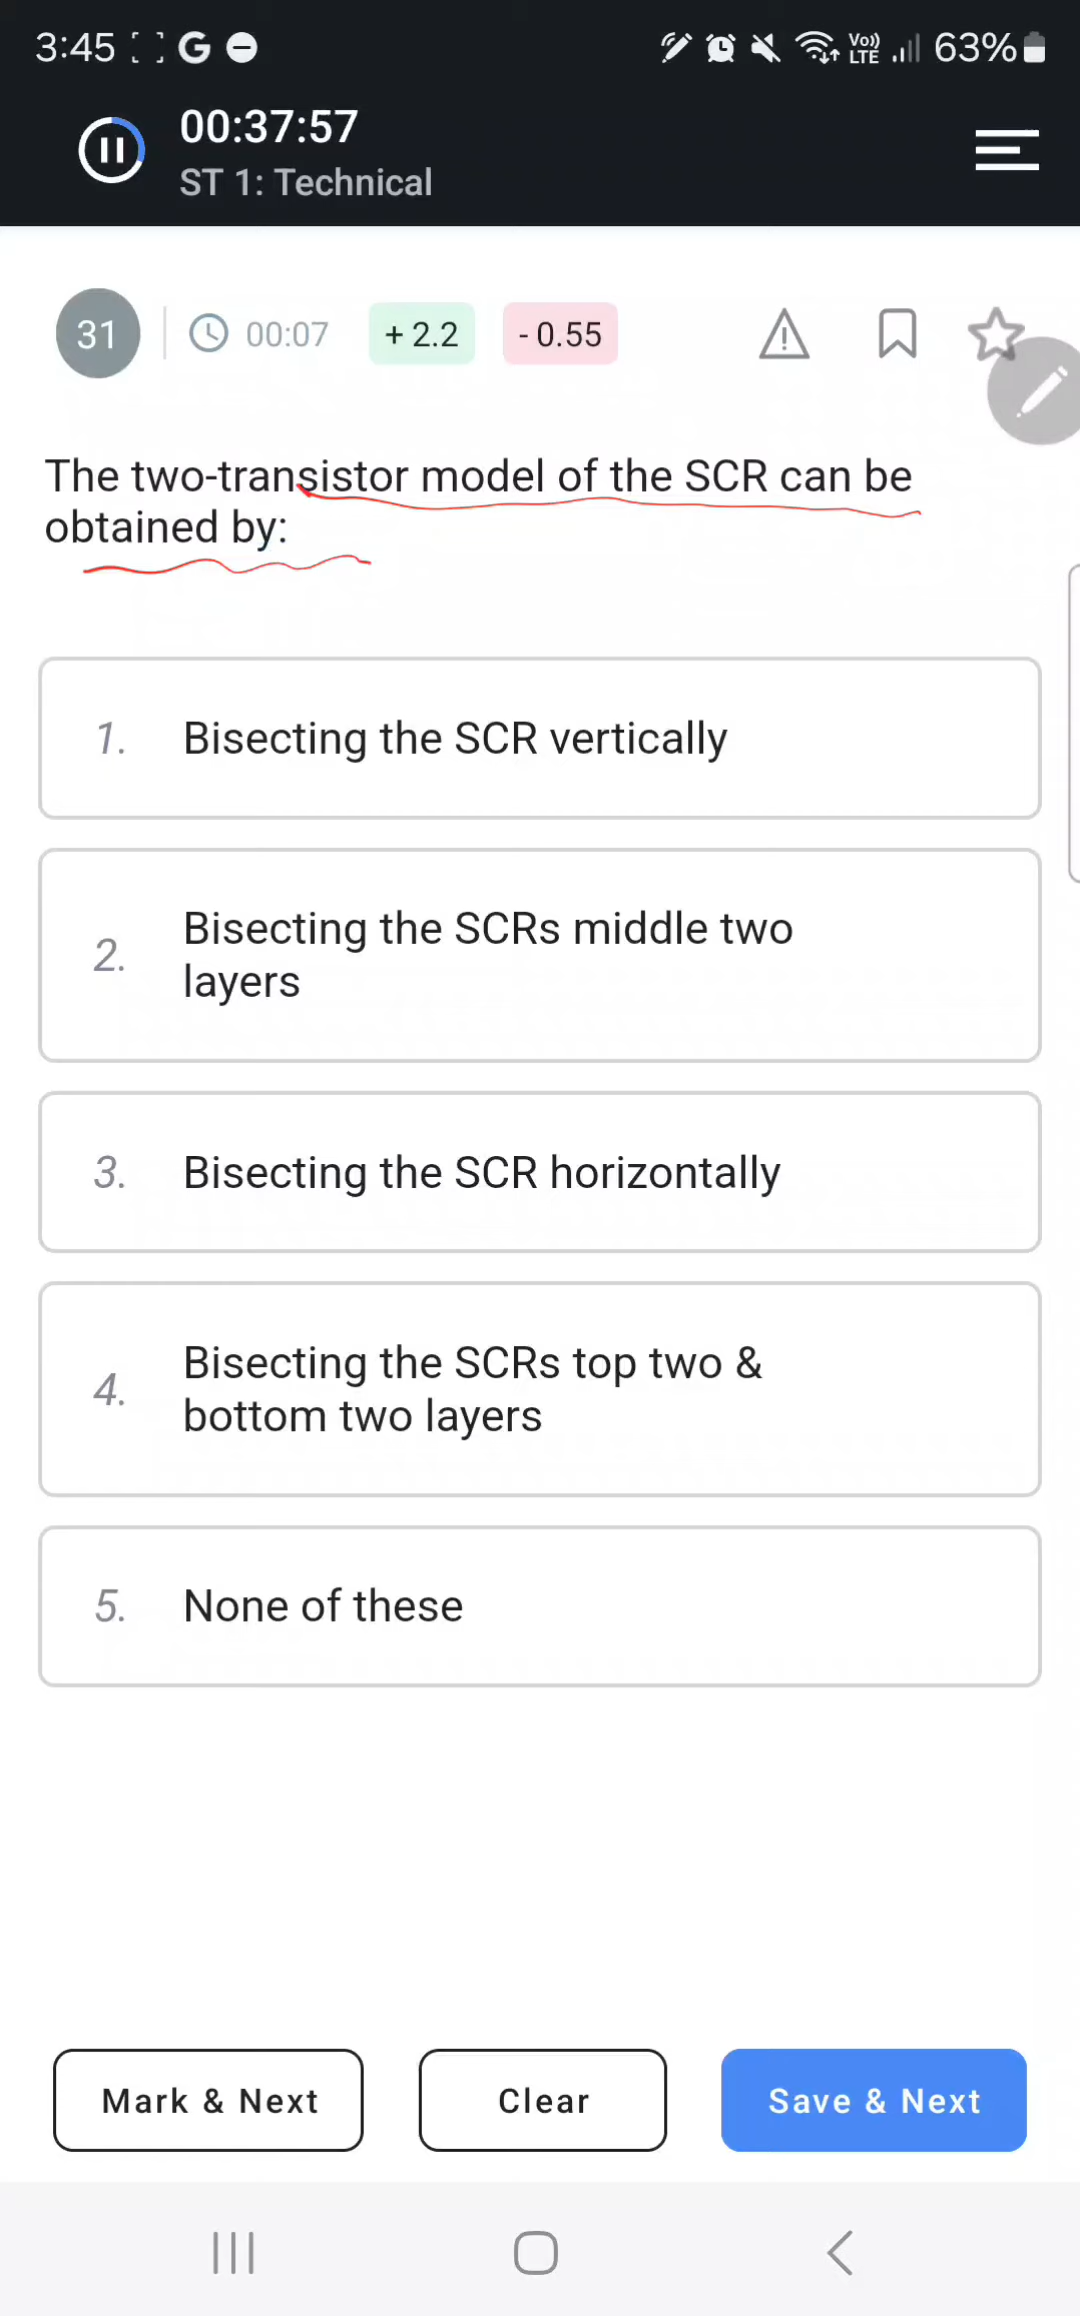 3:45 G Vo)) LTE 63%
00:37:57
ST 1: Technical
31 00:07 + 2.2 - 0.55
The two-transistor model of the SCR can be
obtained by:
1. Bisecting the SCR vertically
2. Bisecting the SCRs middle two
layers
3. Bisecting the SCR horizontally
4. Bisecting the SCRs top two &
bottom two layers
5. None of these
Mark & Next Clear Save & Next